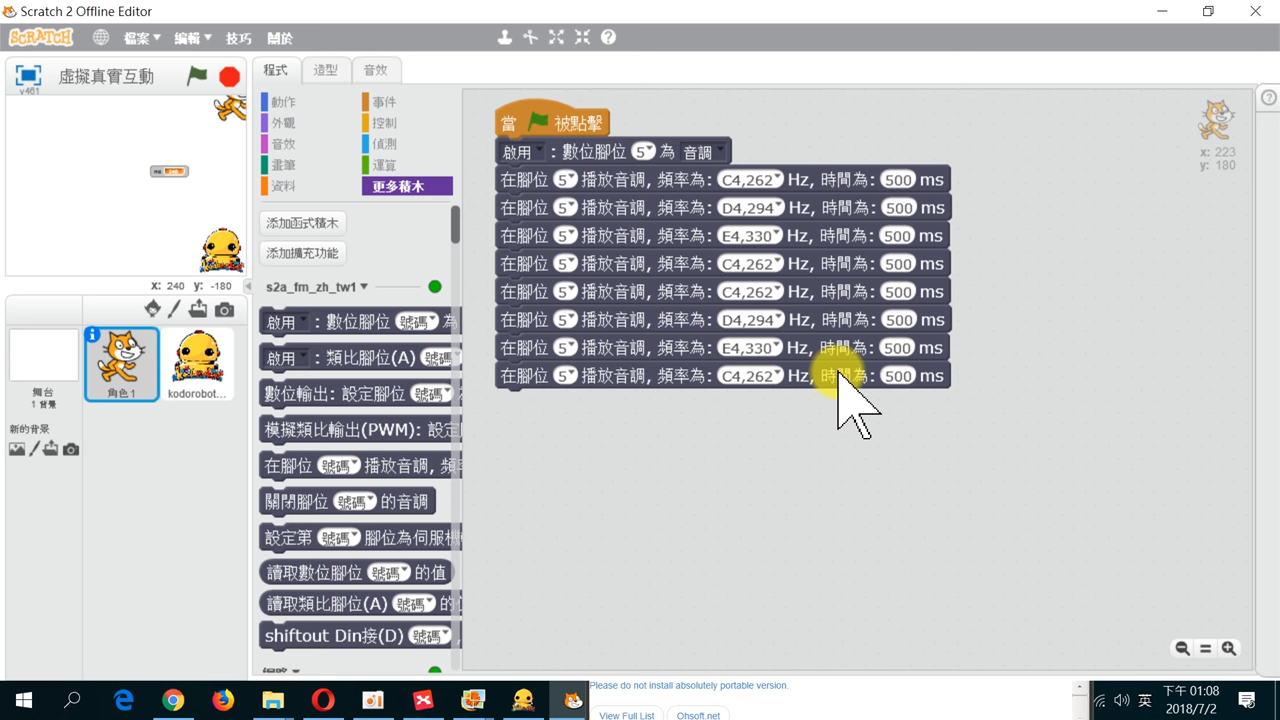 Scratch 2 Offline Editor
SCRATCH 檔案 編輯 技巧 關於
v461 虛擬真實互動
x: 240 y: -180
角色1
kodorobot...
舞台
1 背景
新的背景
程式 造型 音效
動作 事件
外觀 控制
音效 偵測
畫筆 運算
資料 更多積木
添加函式積木
添加擴充功能
s2a_fm_zh_tw1
啟用 : 數位腳位 號碼 為
啟用 : 類比腳位(A) 號碼
數位輸出: 設定腳位 號碼
模擬類比輸出(PWM): 設定
在腳位 號碼 播放音調, 頻
關閉腳位 號碼 的音調
設定第 號碼 腳位為伺服機
讀取數位腳位 號碼 的值
讀取類比腳位(A) 號碼 的
shiftout Din接(D) 號碼 ,
當 被點擊
啟用 : 數位腳位 5 為 音調
在腳位 5 播放音調, 頻率為: C4,262 Hz, 時間為: 500 ms
在腳位 5 播放音調, 頻率為: D4,294 Hz, 時間為: 500 ms
在腳位 5 播放音調, 頻率為: E4,330 Hz, 時間為: 500 ms
在腳位 5 播放音調, 頻率為: C4,262 Hz, 時間為: 500 ms
在腳位 5 播放音調, 頻率為: C4,262 Hz, 時間為: 500 ms
在腳位 5 播放音調, 頻率為: D4,294 Hz, 時間為: 500 ms
在腳位 5 播放音調, 頻率為: E4,330 Hz, 時間為: 500 ms
在腳位 5 播放音調, 頻率為: C4,262 Hz, 時間為: 500 ms
x: 223
y: 180
Please do not install absolutely portable version.
View Full List Ohsoft.net
英
下午 01:08
2018/7/2